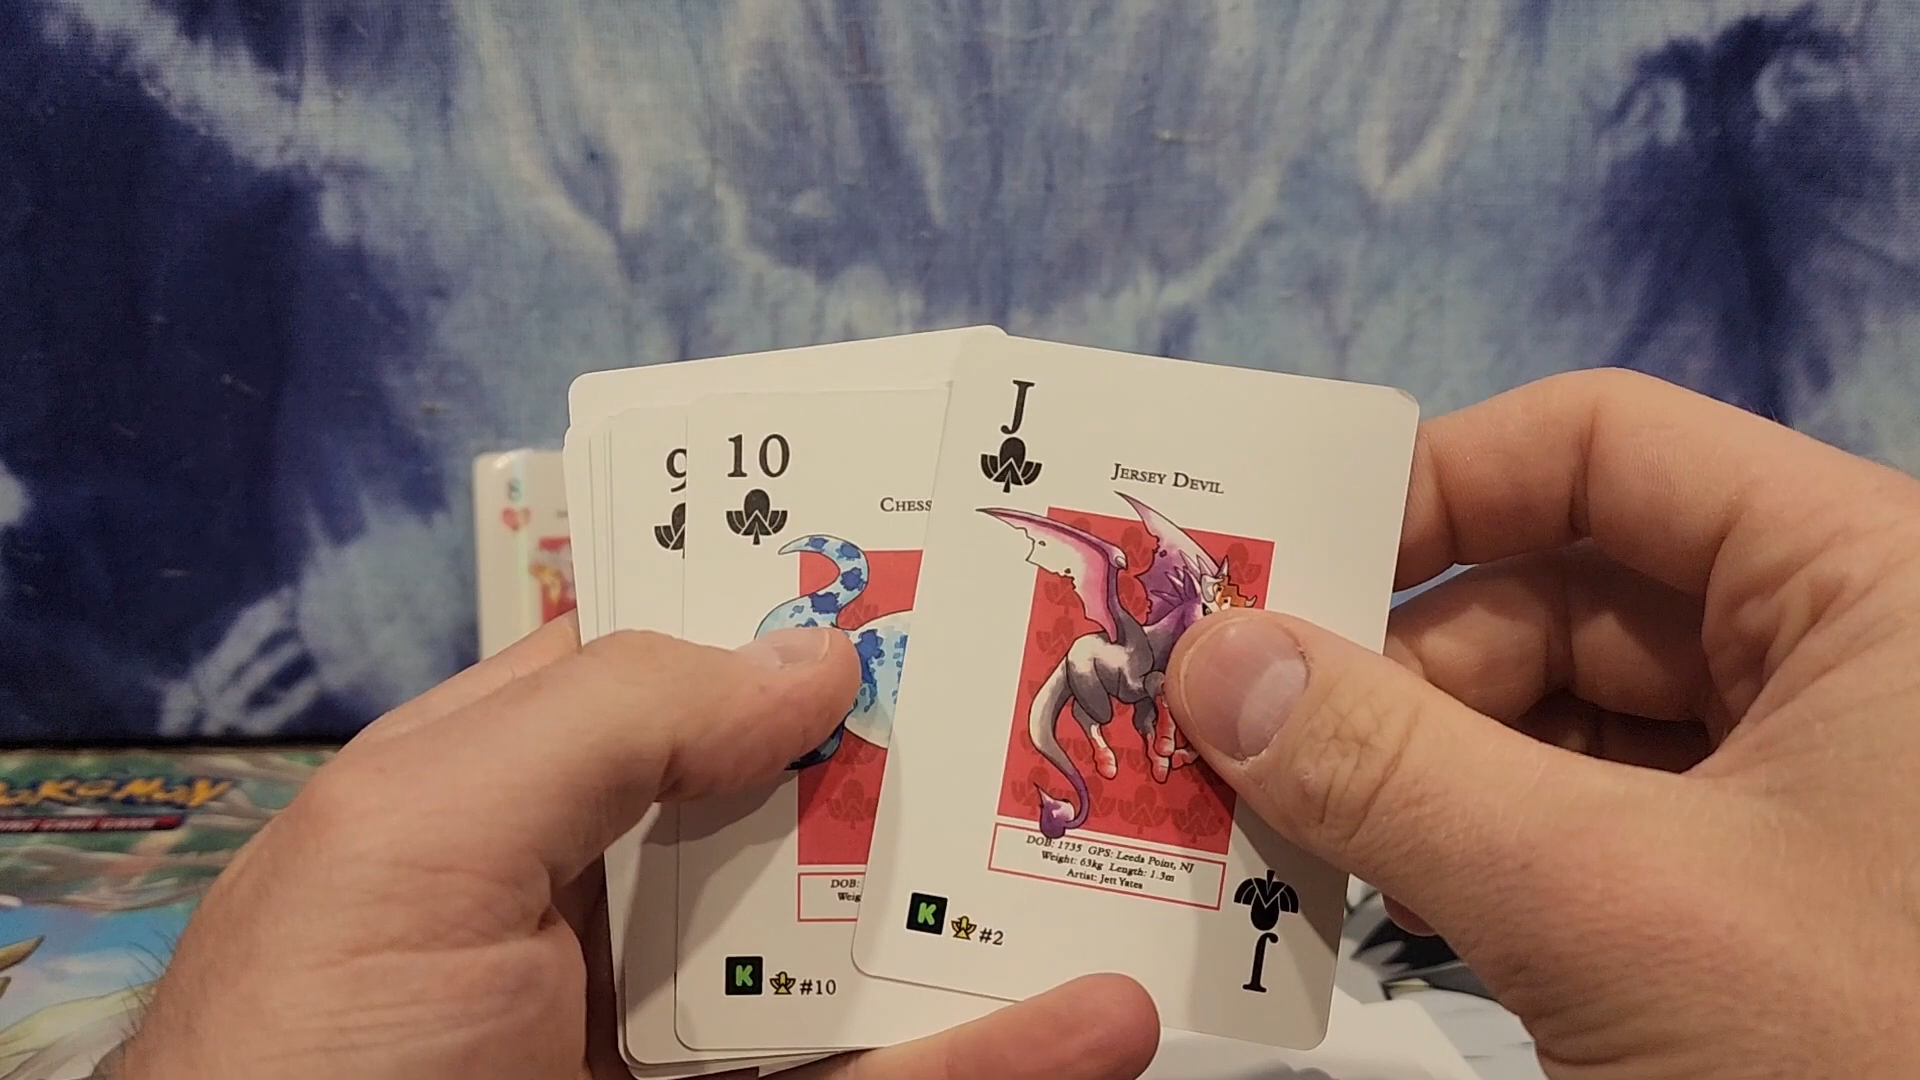 8
9
10
CHESS
DOB:
Weig
K #10
J
JERSEY DEVIL
DOB: 1735 GPS: Leeds Point, NJ
Weight: 63kg Length: 1.3m
Artist: Jett Yates
K #2
J